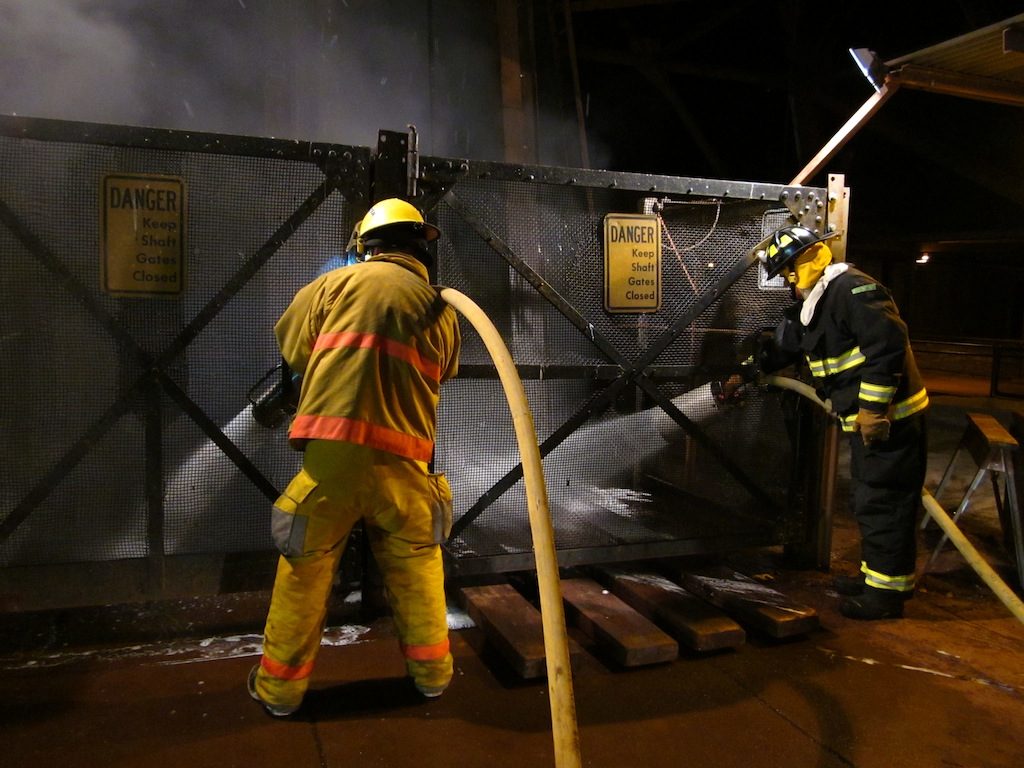 DANGER
Keep
Shaft
Gates
Closed
DANGER
Keep
Shaft
Gates
Closed